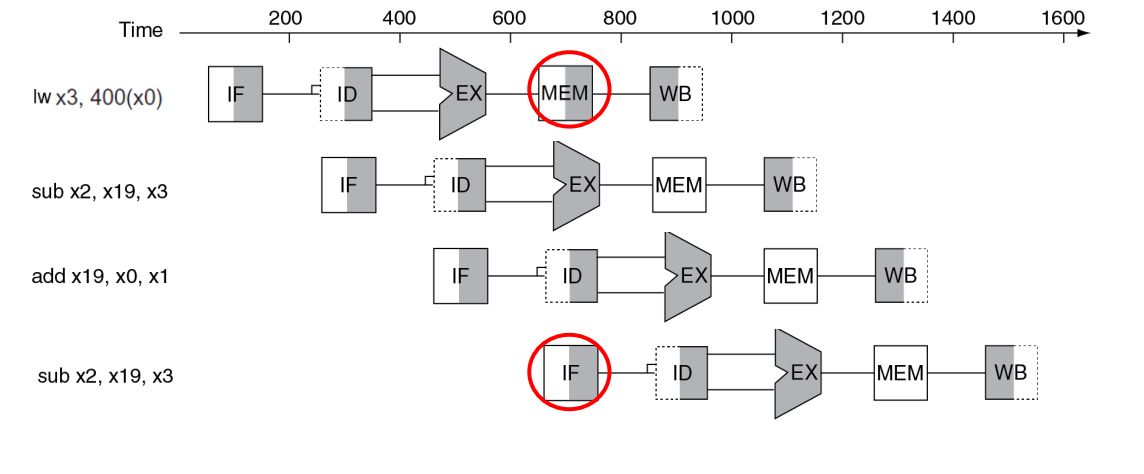 Time 200 400 600 800 1000 1200 1400 1600
lw x3, 400(x0) IF ID EX MEM WB
sub x2, x19, x3 IF ID EX MEM WB
add x19, x0, x1 IF ID EX MEM WB
sub x2, x19, x3 IF ID EX MEM WB